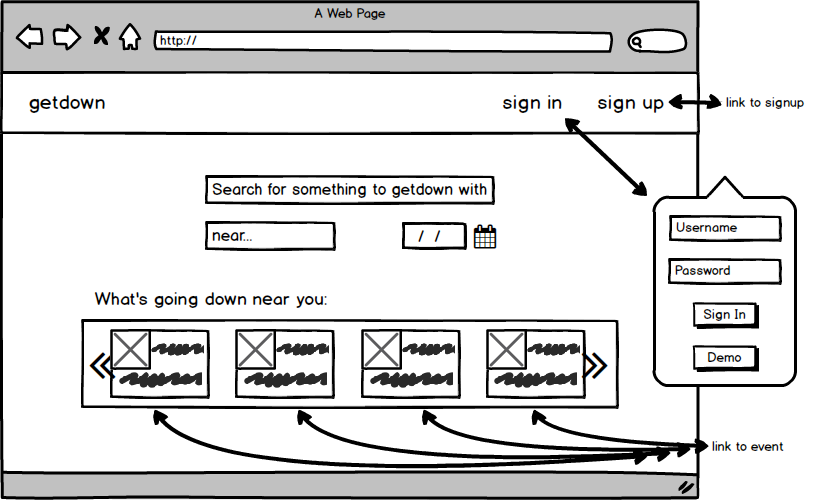 A Web Page
http://
getdown
sign in
sign up
link to signup
Search for something to getdown with
near...
/ /
Username
Password
Sign In
Demo
What's going down near you:
link to event